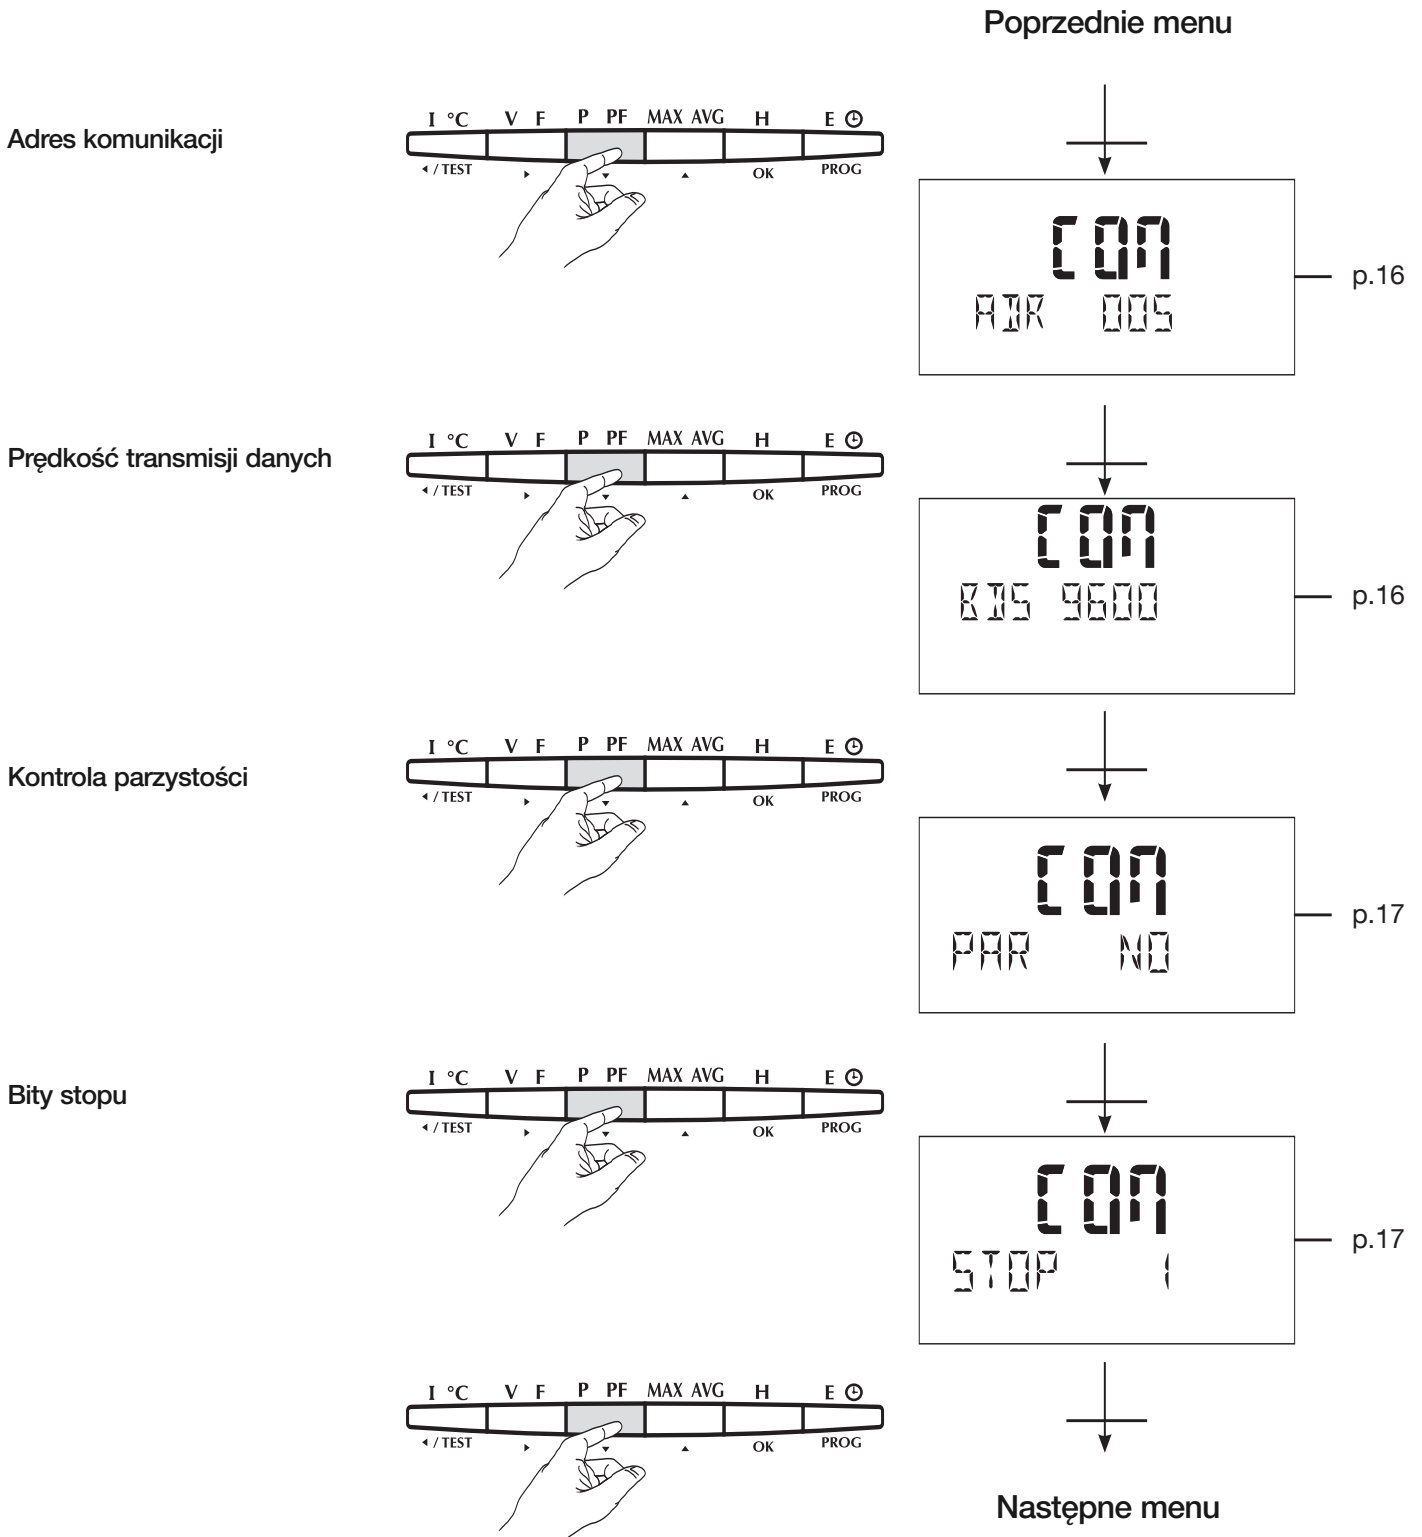 Poprzednie menu
Adres komunikacji
I °C V F P PF MAX AVG H E
/ TEST OK PROG
COM
ADR 005
p.16
Prędkość transmisji danych
I °C V F P PF MAX AVG H E
/ TEST OK PROG
COM
BDS 9600
p.16
Kontrola parzystości
I °C V F P PF MAX AVG H E
/ TEST OK PROG
COM
PAR NO
p.17
Bity stopu
I °C V F P PF MAX AVG H E
/ TEST OK PROG
COM
STOP 1
p.17
I °C V F P PF MAX AVG H E
/ TEST OK PROG
Następne menu